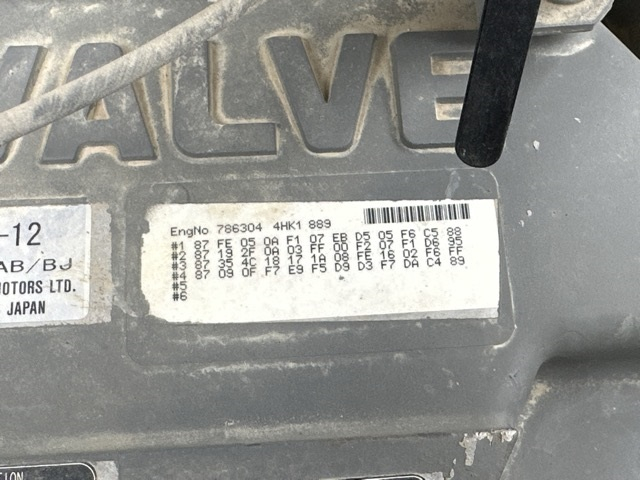 VALVE
-12
AB/BJ
MOTORS LTD.
JAPAN
EngNo 786304 4HK1 889
#1 87 FE 05 0A F1 07 EB D5 05 F6 C5 88
#2 87 19 2F 0A 03 FF 00 F2 07 F1 D6 95
#3 87 35 4C 18 17 1A 08 FE 16 02 F6 FF
#4 87 09 0F F7 E9 F5 D9 D3 F7 DA C4 89
#5
#6